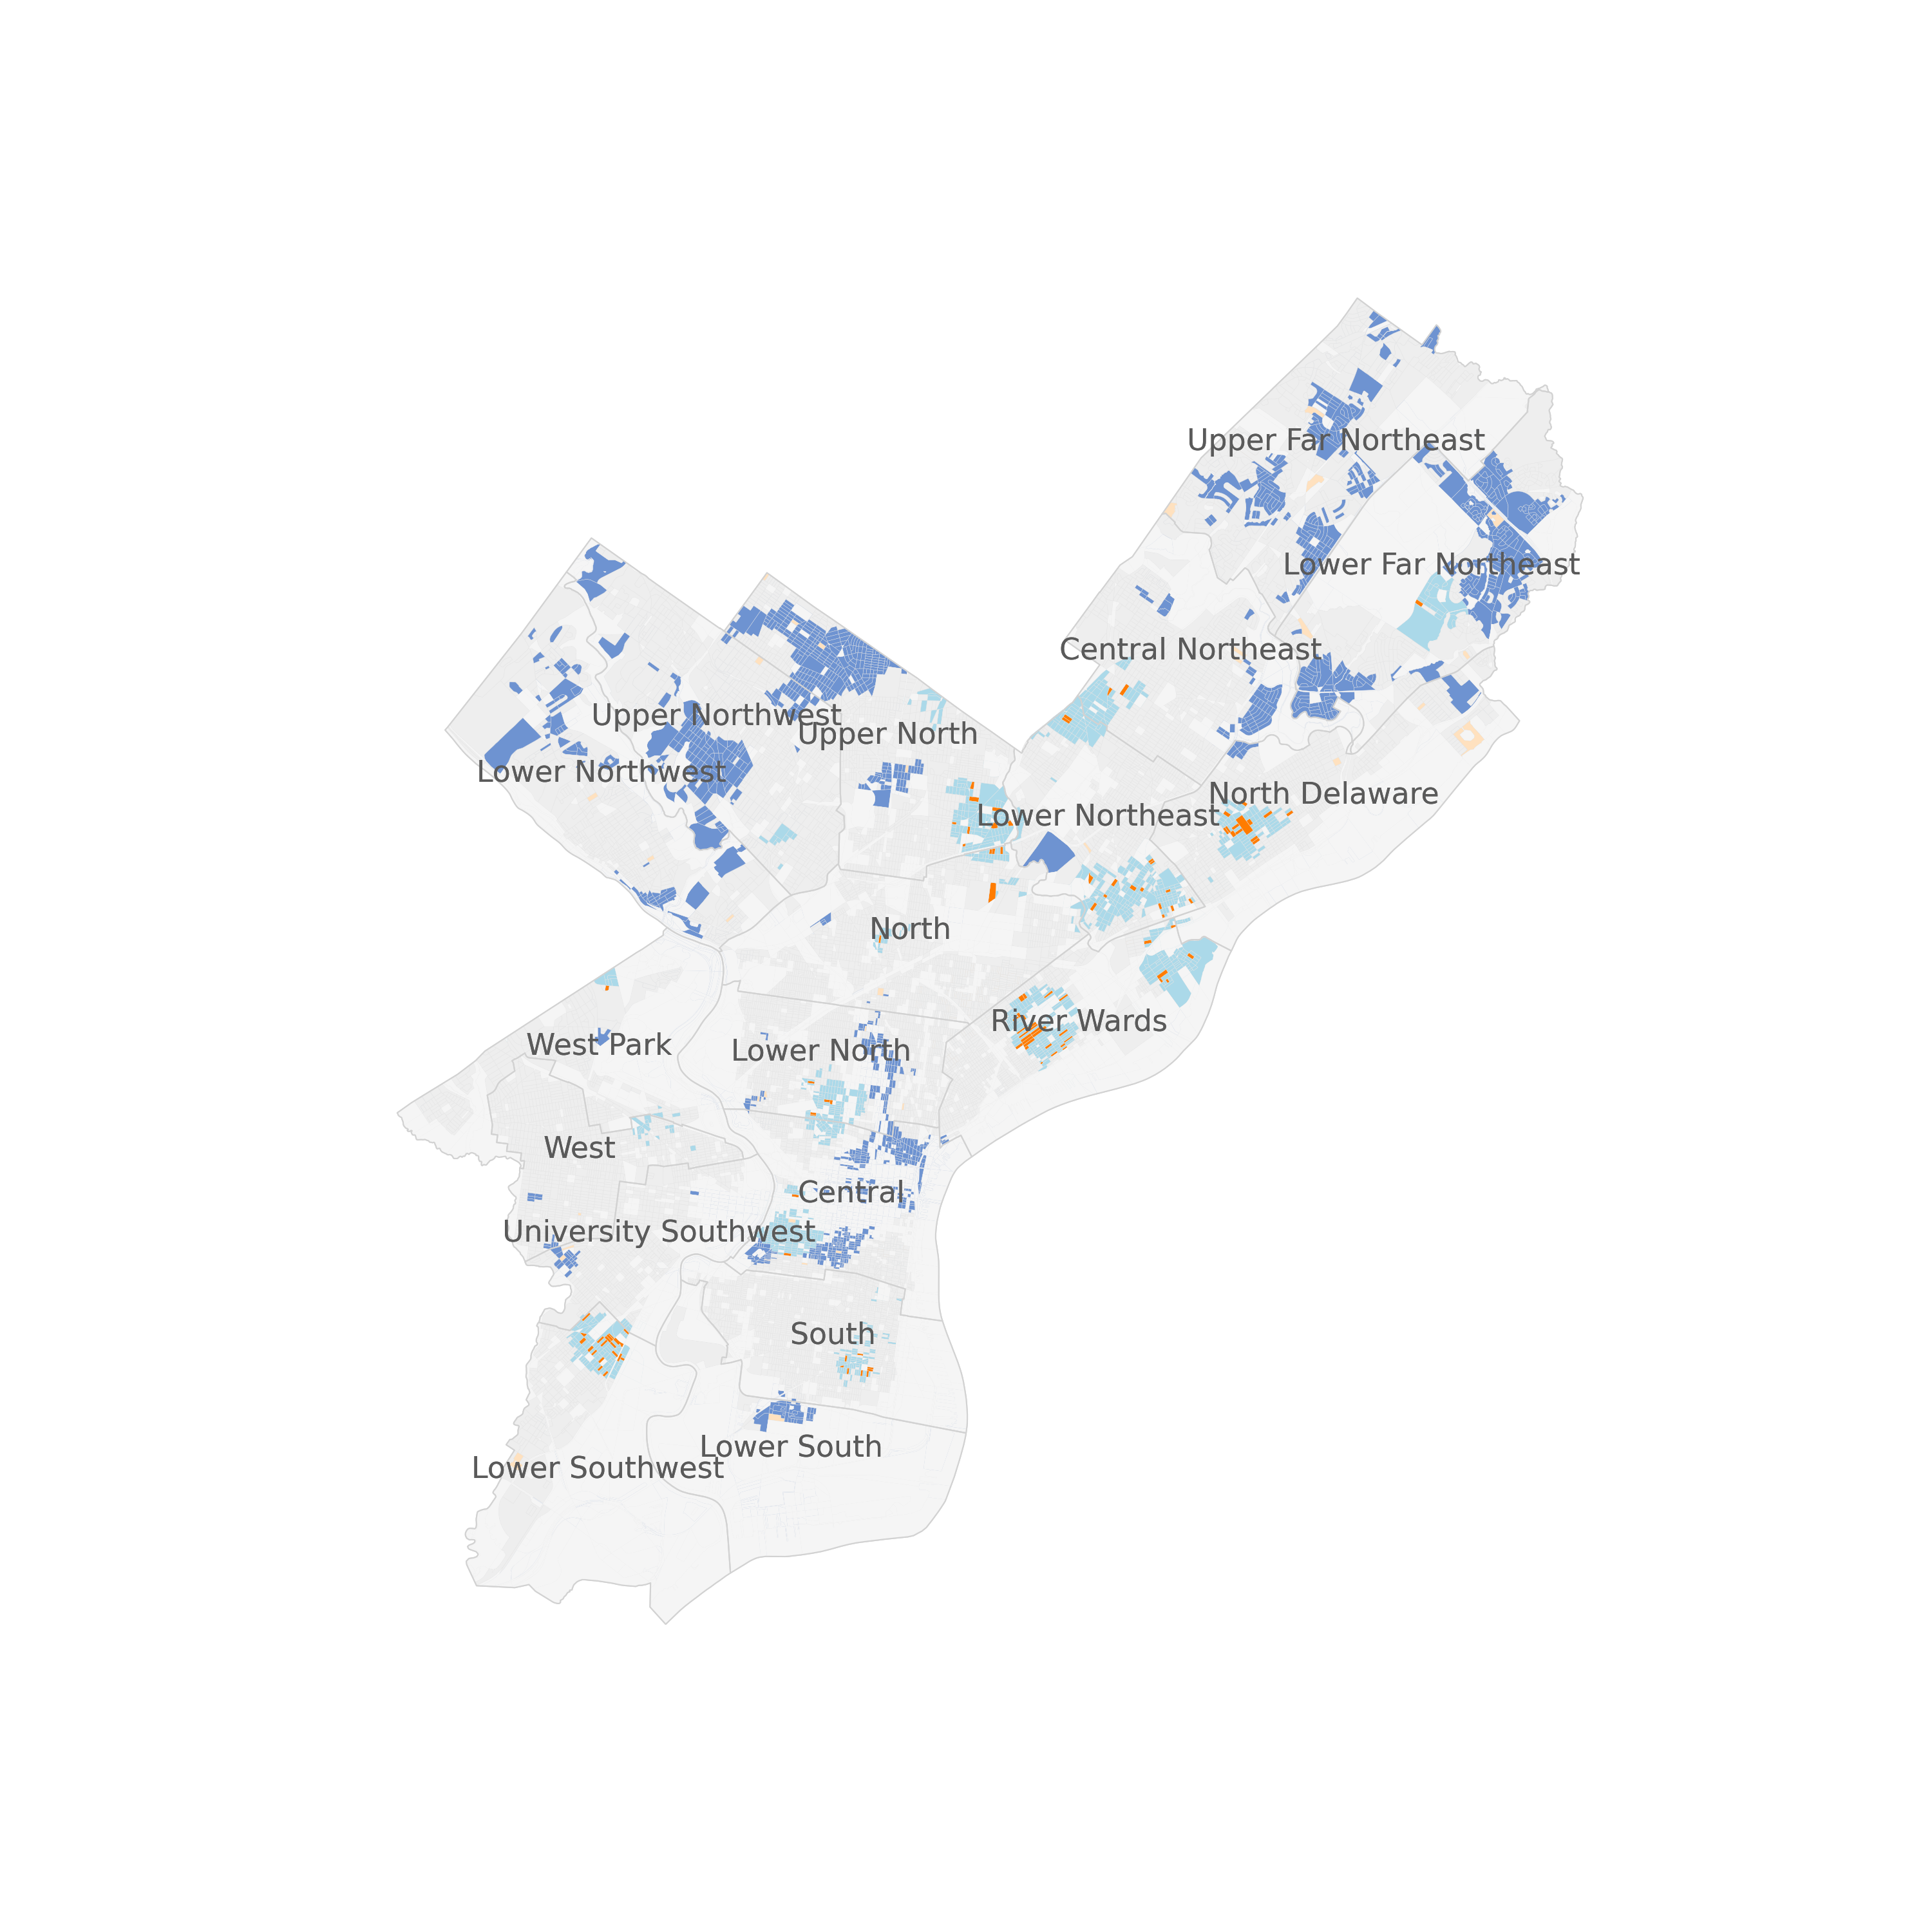 Upper Far Northeast
Lower Far Northeast
Central Northeast
Upper Northwest
Upper North
Lower Northwest
North Delaware
Lower Northeast
North
River Wards
West Park
Lower North
West
Central
University Southwest
South
Lower South
Lower Southwest